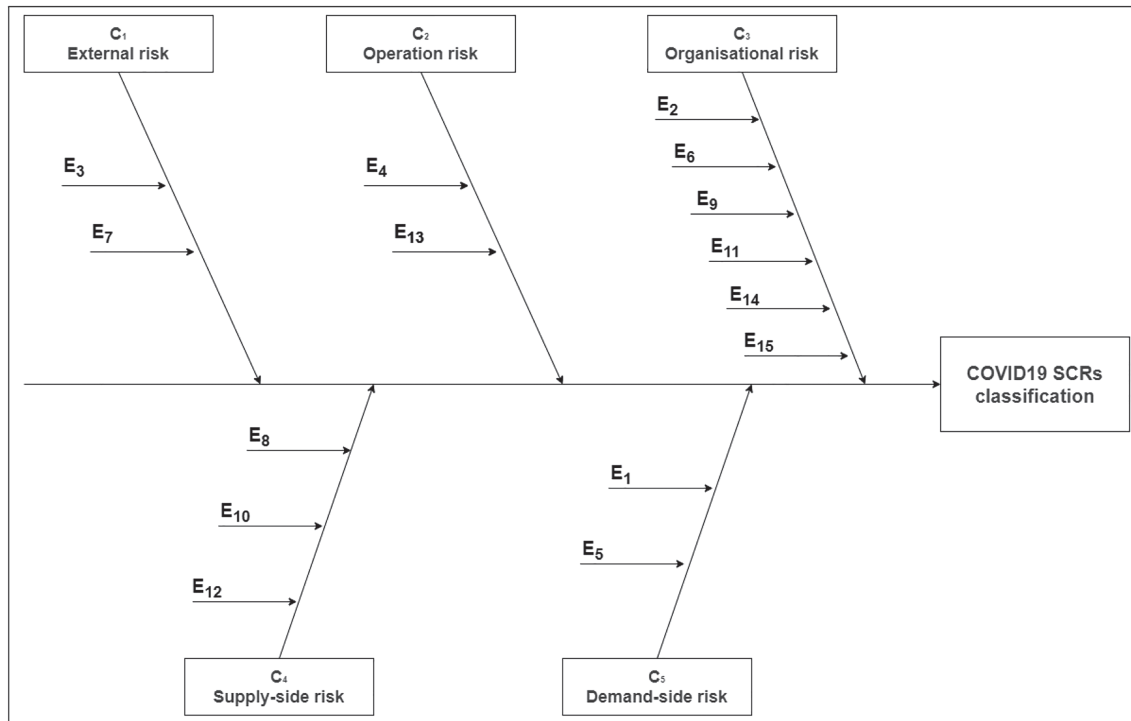 C₁
External risk
C₂
Operation risk
C₃
Organisational risk
E₂
E₆
E₃
E₄
E₉
E₇
E₁₃
E₁₁
E₁₄
E₁₅
COVID19 SCRs
classification
E₈
E₁
E₁₀
E₅
E₁₂
C₄
Supply-side risk
C₅
Demand-side risk